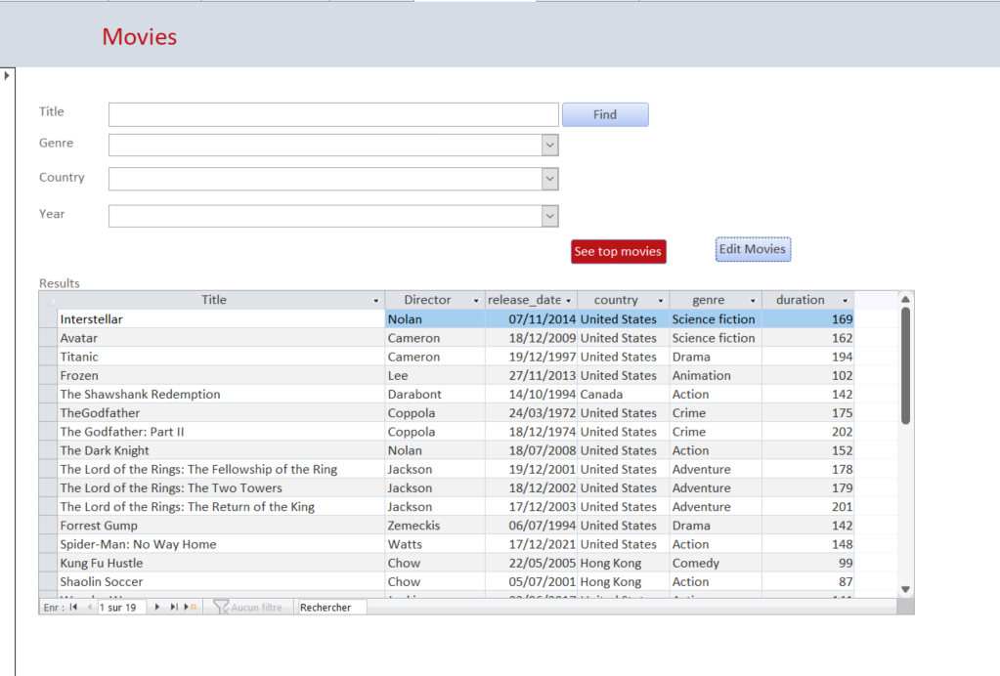 Movies
Title
Find
Genre
Country
Year
See top movies
Edit Movies
Results
Title Director release_date country genre duration
Interstellar Nolan 07/11/2014 United States Science fiction 169
Avatar Cameron 18/12/2009 United States Science fiction 162
Titanic Cameron 19/12/1997 United States Drama 194
Frozen Lee 27/11/2013 United States Animation 102
The Shawshank Redemption Darabont 14/10/1994 Canada Action 142
TheGodfather Coppola 24/03/1972 United States Crime 175
The Godfather: Part II Coppola 18/12/1974 United States Crime 202
The Dark Knight Nolan 18/07/2008 United States Action 152
The Lord of the Rings: The Fellowship of the Ring Jackson 19/12/2001 United States Adventure 178
The Lord of the Rings: The Two Towers Jackson 18/12/2002 United States Adventure 179
The Lord of the Rings: The Return of the King Jackson 17/12/2003 United States Adventure 201
Forrest Gump Zemeckis 06/07/1994 United States Drama 142
Spider-Man: No Way Home Watts 17/12/2021 United States Action 148
Kung Fu Hustle Chow 22/05/2005 Hong Kong Comedy 99
Shaolin Soccer Chow 05/07/2001 Hong Kong Action 87
Enr : 1 sur 19 Aucun filtre Rechercher